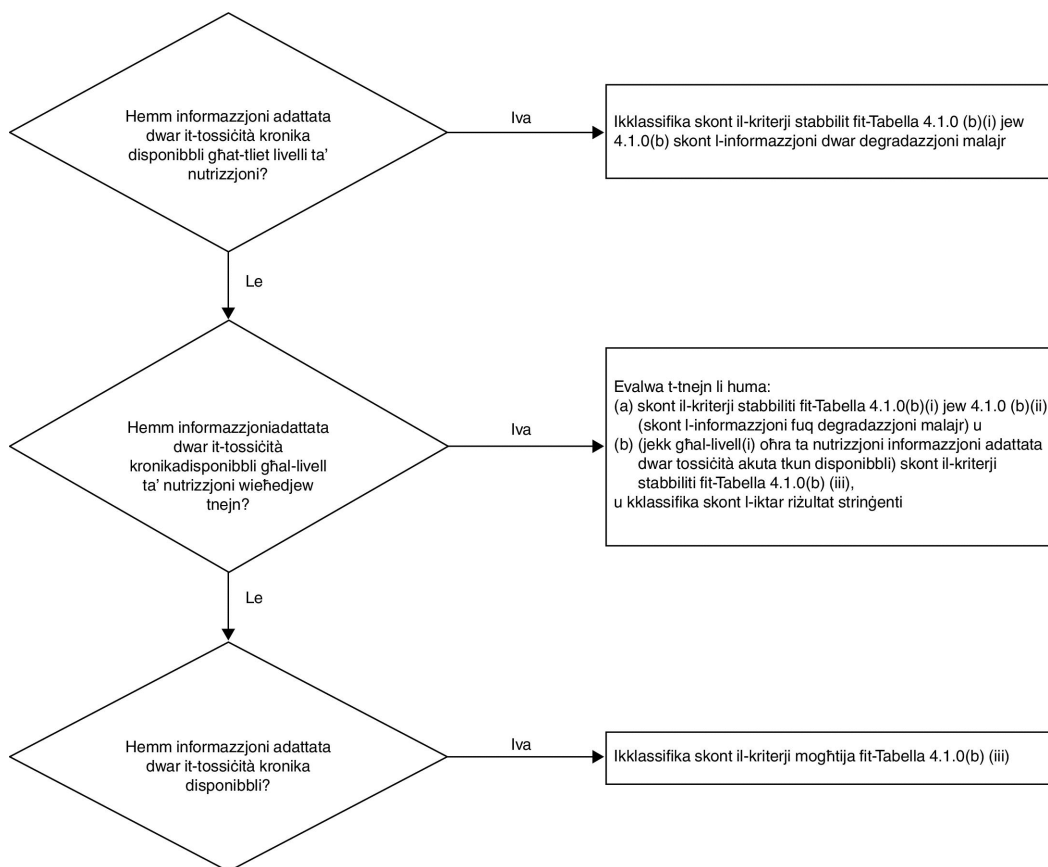 Hemm informazzjoni adattata
dwar it-tossiċità kronika
disponibbli għat-tliet livelli ta'
nutrizzjoni?
Iva
Ikklassifika skont il-kriterji stabbilit fit-Tabella 4.1.0 (b)(i) jew
4.1.0(b) skont l-informazzjoni dwar degradazzjoni malajr
Le
Hemm informazzjoniadattata
dwar it-tossiċità
kronikadisponibbli għal-livell
ta' nutrizzjoni wieħedjew
tnejn?
Iva
Evalwa t-tnejn li huma:
(a) skont il-kriterji stabbiliti fit-Tabella 4.1.0(b)(i) jew 4.1.0 (b)(ii)
(skont l-informazzjoni fuq degradazzjoni malajr) u
(b) (jekk għal-livell(i) oħra ta nutrizzjoni informazzjoni adattata
dwar tossiċità akuta tkun disponibbli) skont il-kriterji
stabbiliti fit-Tabella 4.1.0(b) (iii),
u kklassifika skont l-iktar riżultat strinġenti
Le
Hemm informazzjoni adattata
dwar it-tossiċità kronika
disponibbli?
Iva
Ikklassifika skont il-kriterji mogħtija fit-Tabella 4.1.0(b) (iii)